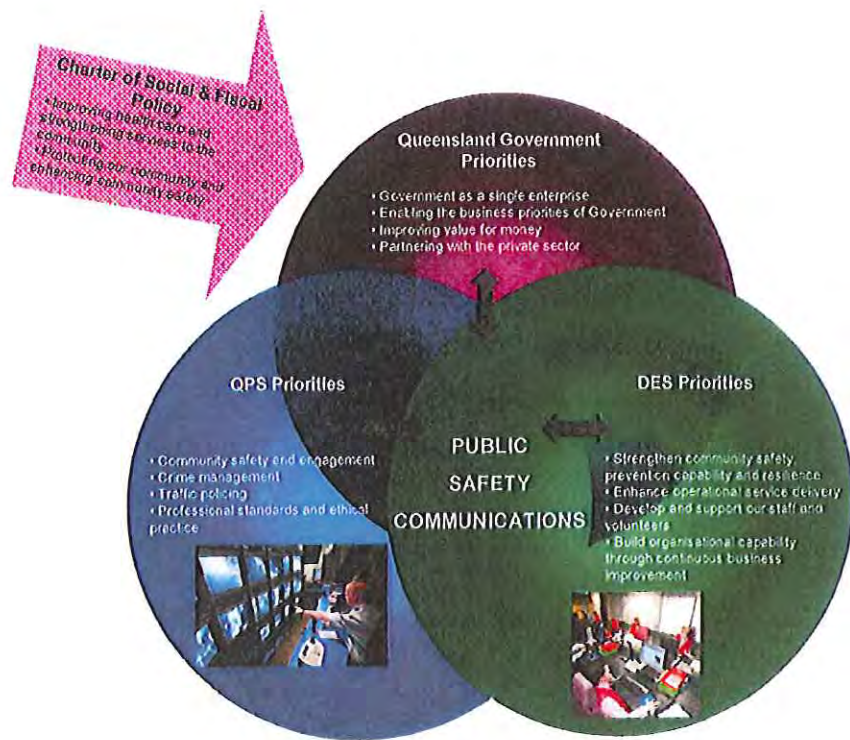 Charter of Social & Fiscal
Policy
• Improving health care and
strengthening services to the
community
• Protecting our community and
enhancing community safety
Queensland Government
Priorities
• Government as a single enterprise
• Enabling the business priorities of Government
• Improving value for money
• Partnering with the private sector
QPS Priorities
• Community safety and engagement
• Crime management
• Traffic policing
• Professional standards and ethical
practice
PUBLIC
SAFETY
COMMUNICATIONS
DES Priorities
• Strengthen community safety,
prevention capability and resilience
• Enhance operational service delivery
• Develop and support our staff and
volunteers
• Build organisational capability
through continuous business
improvement